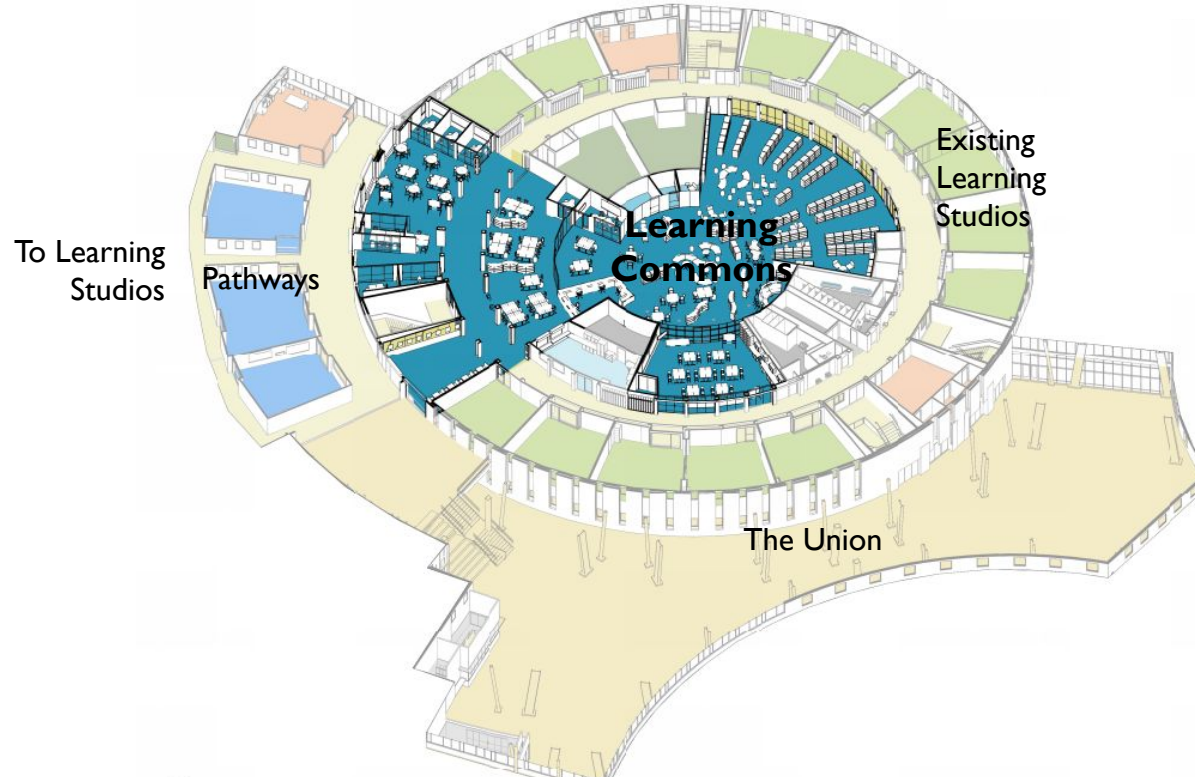 Existing
Learning
Studios
Learning
Commons
To Learning
Studios
Pathways
The Union